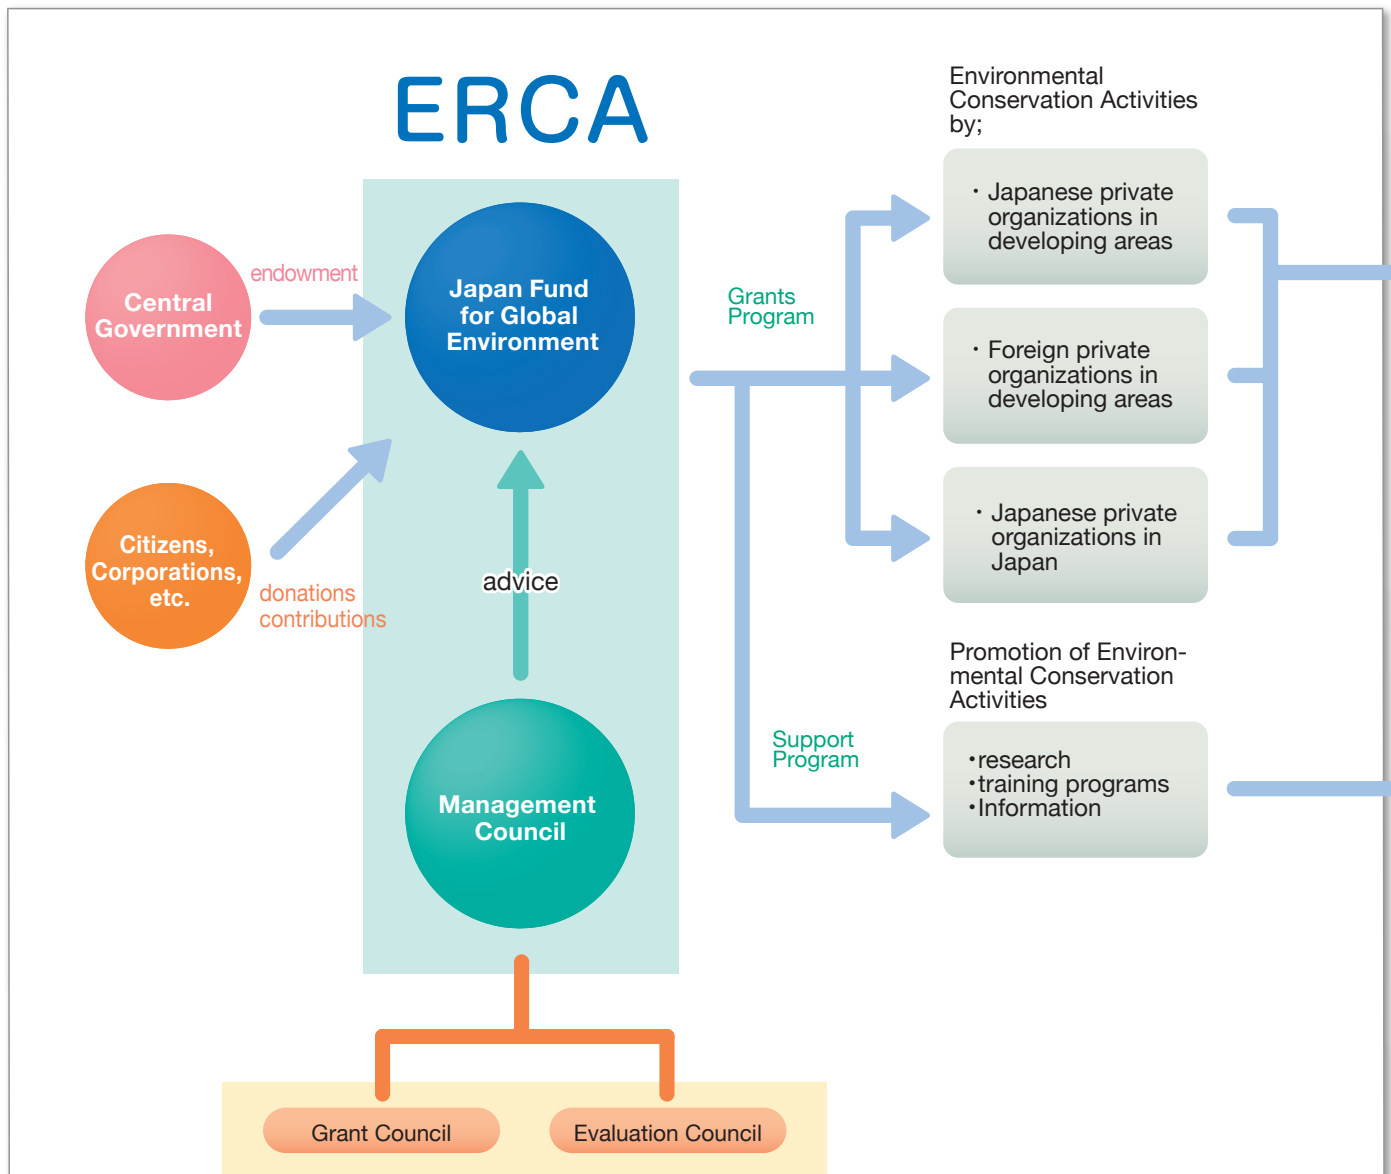 ERCA
Central
Government
endowment
Japan Fund
for Global
Environment
Citizens,
Corporations,
etc.
donations
contributions
advice
Management
Council
Grant Council
Evaluation Council
Grants
Program
Environmental
Conservation Activities
by;
・Japanese private
organizations in
developing areas
・Foreign private
organizations in
developing areas
・Japanese private
organizations in
Japan
Support
Program
Promotion of Environ-
mental Conservation
Activities
・research
・training programs
・Information